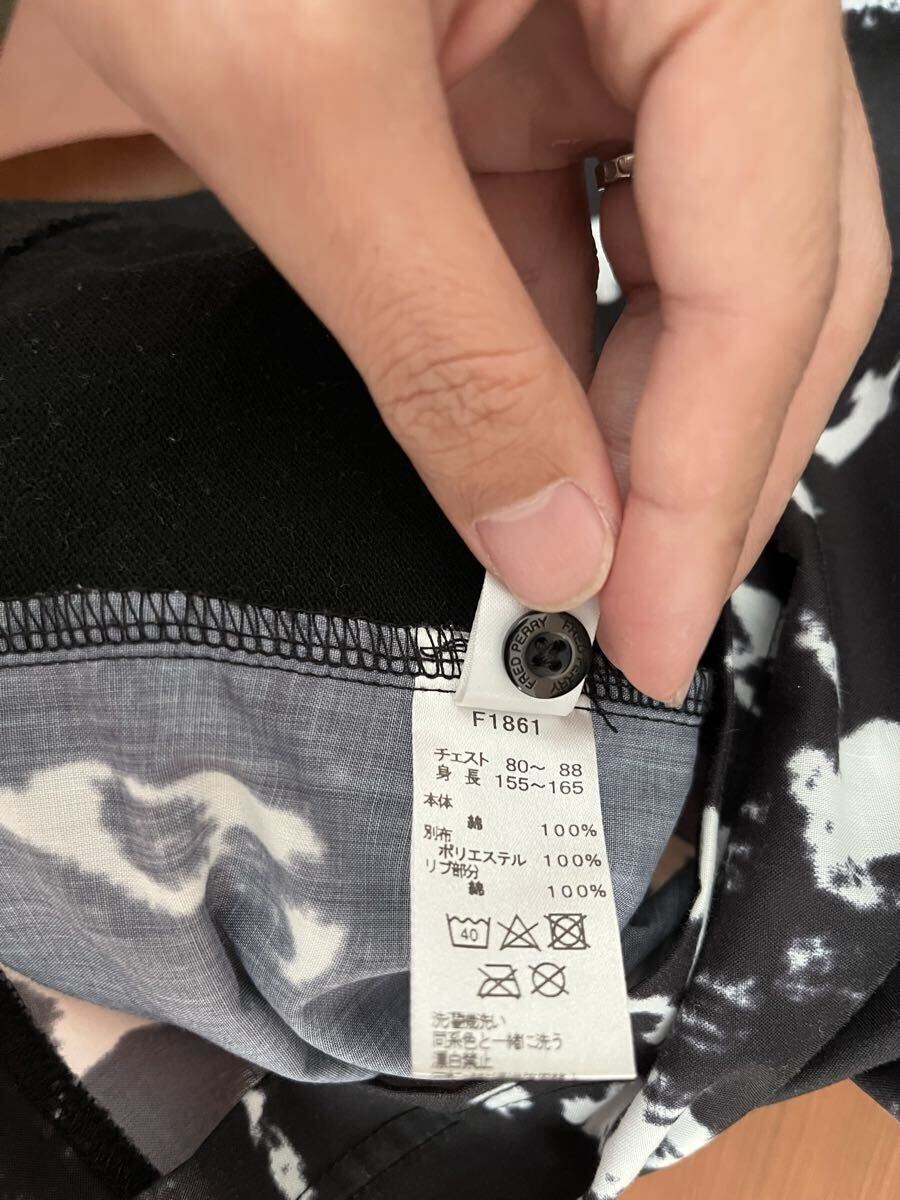 FRED PERRY FRED PERRY
F1861
チェスト 80〜 88
身長 155〜165
本体
綿 100%
別布
ポリエステル 100%
リブ部分
綿 100%
40
洗濯機洗い
同系色と一緒に洗う
漂白禁止